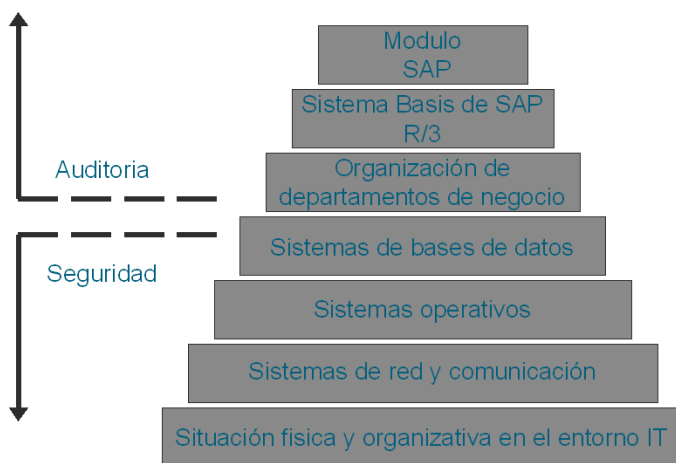 Modulo
SAP
Sistema Basis de SAP
R/3
Auditoria
Organización de
departamentos de negocio
Sistemas de bases de datos
Seguridad
Sistemas operativos
Sistemas de red y comunicación
Situación fisica y organizativa en el entorno IT